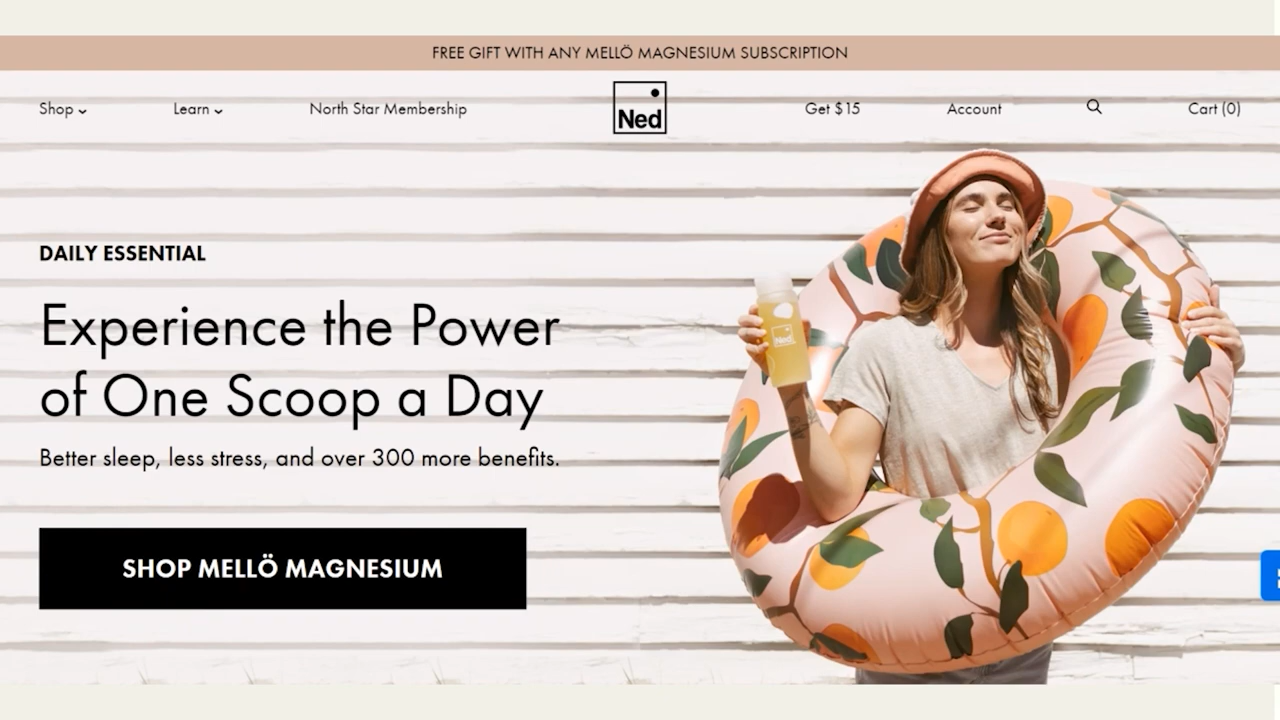 FREE GIFT WITH ANY MELLÖ MAGNESIUM SUBSCRIPTION
Shop
Learn
North Star Membership
Ned
Get $15
Account
Cart (0)
DAILY ESSENTIAL
Experience the Power
of One Scoop a Day
Better sleep, less stress, and over 300 more benefits.
SHOP MELLÖ MAGNESIUM
Ned